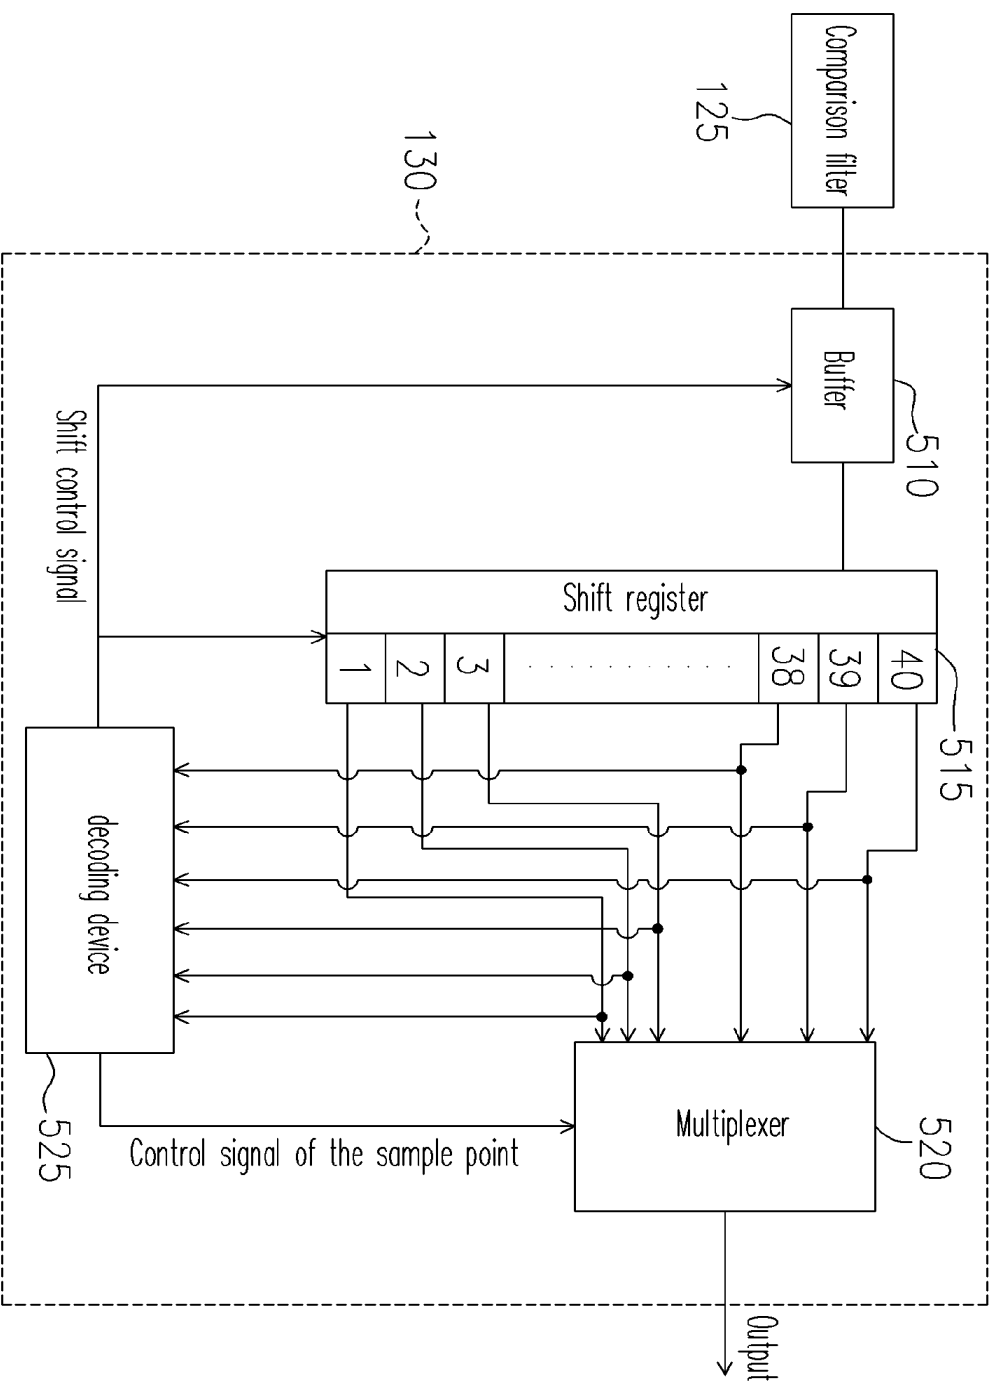 Comparison filter
125
130
Buffer
510
Shift control signal
Shift register
1
2
3
38
39
40
515
decoding device
525
Control signal of the sample point
Multiplexer
520
Output